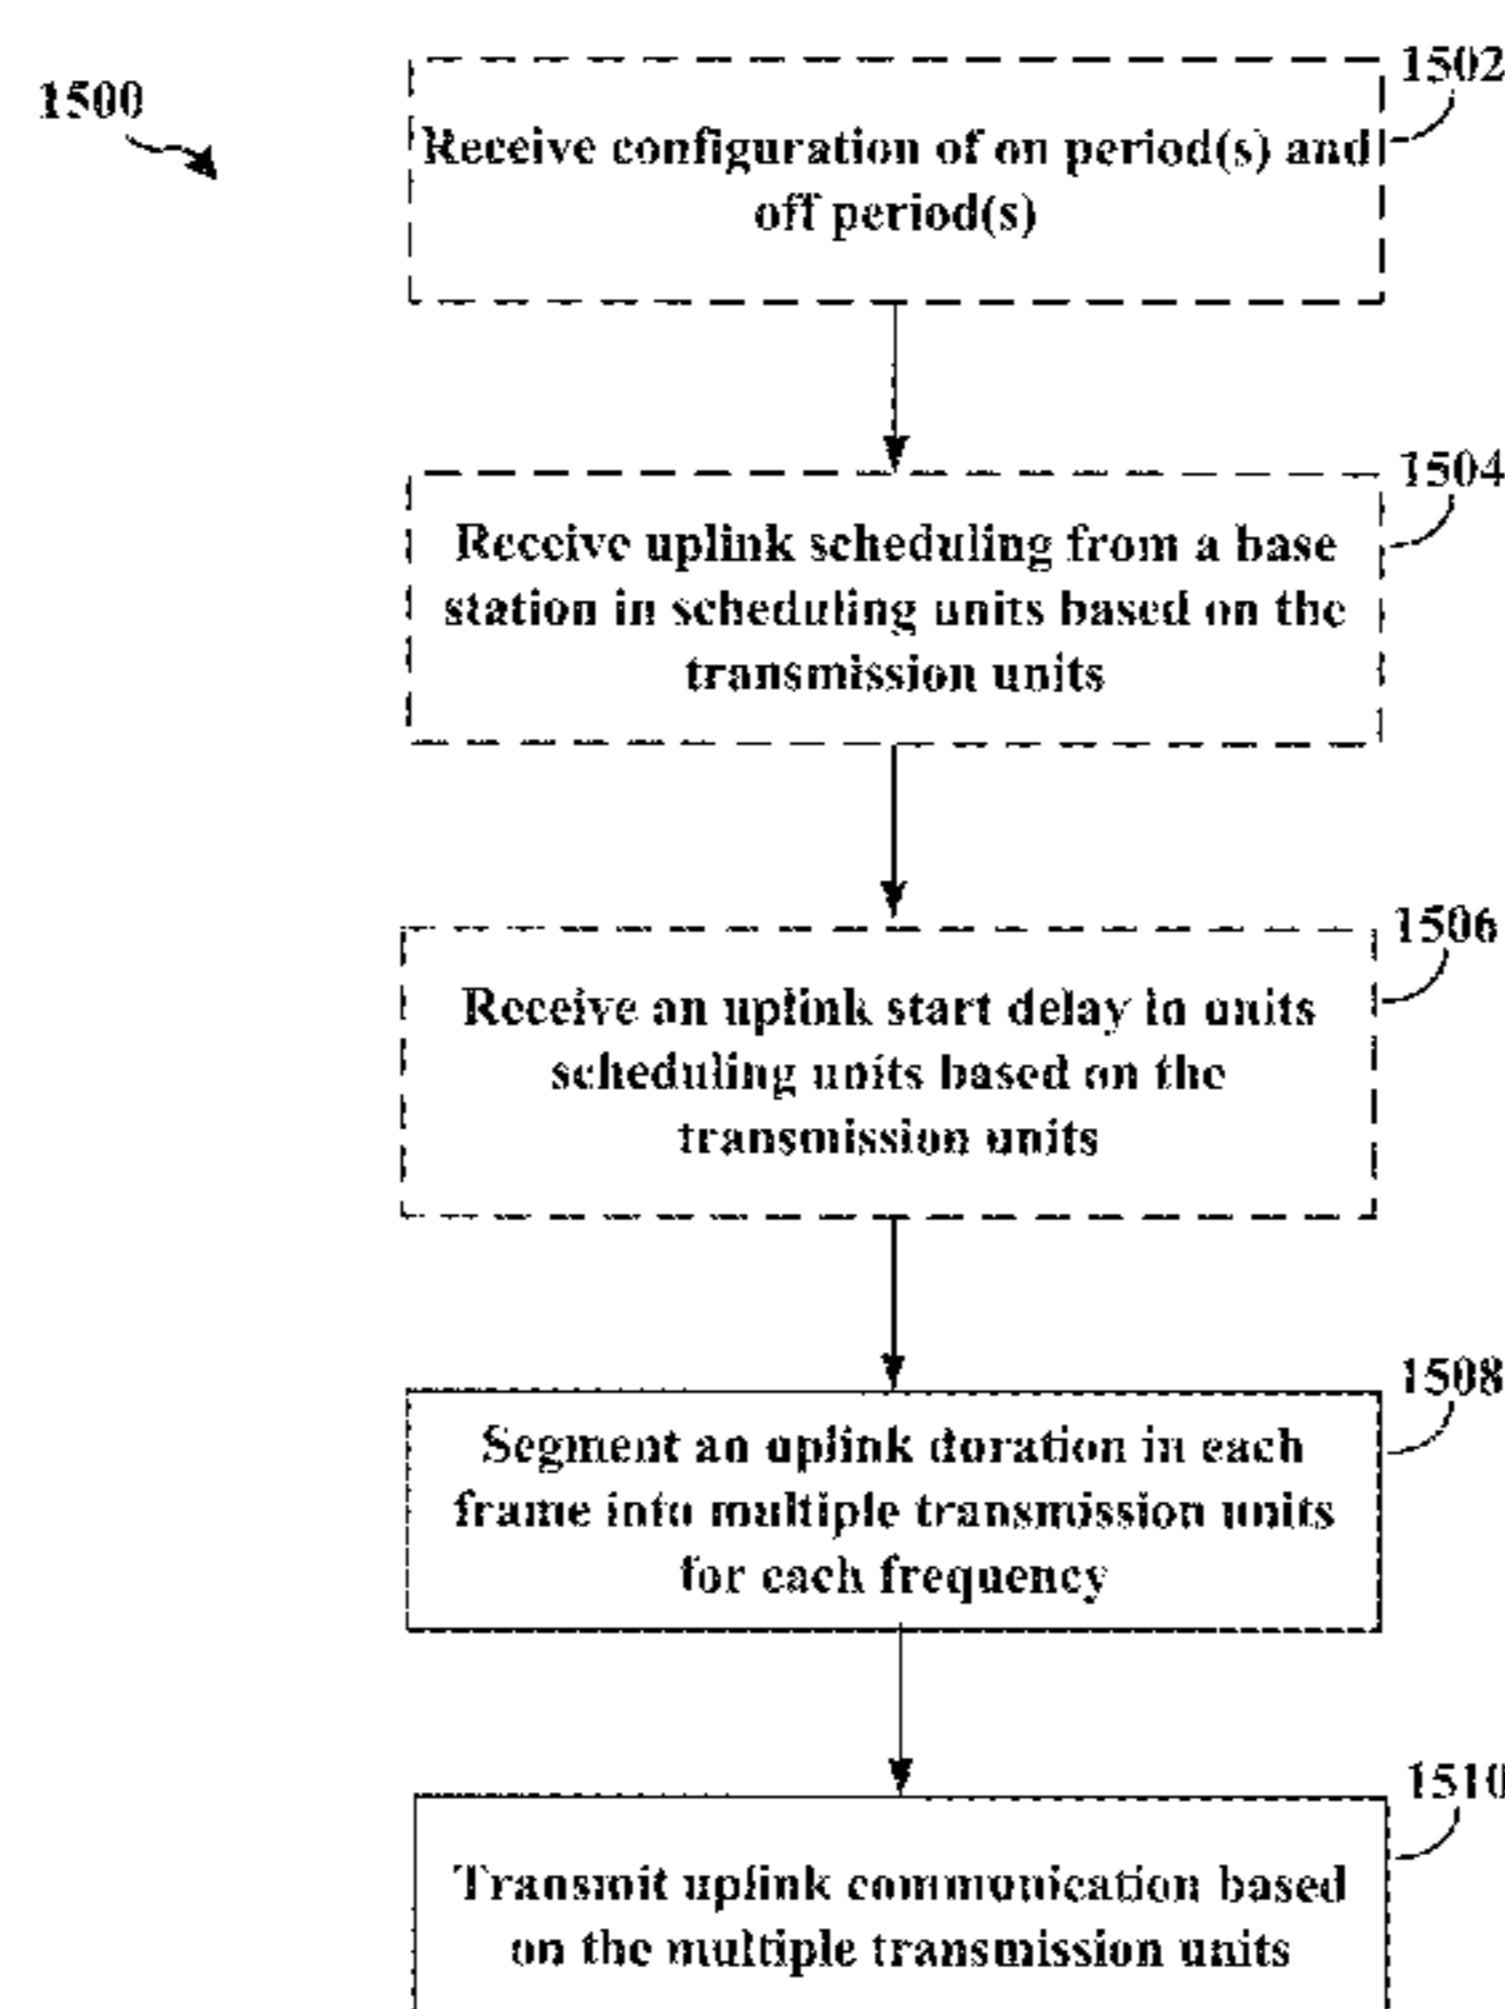 1500
1502
Receive configuration of on period(s) and
off period(s)
1504
Receive uplink scheduling from a base
station in scheduling units based on the
transmission units
1506
Receive an uplink start delay in units
scheduling units based on the
transmission units
1508
Segment an uplink duration in each
frame into multiple transmission units
for each frequency
1510
Transmit uplink communication based
on the multiple transmission units